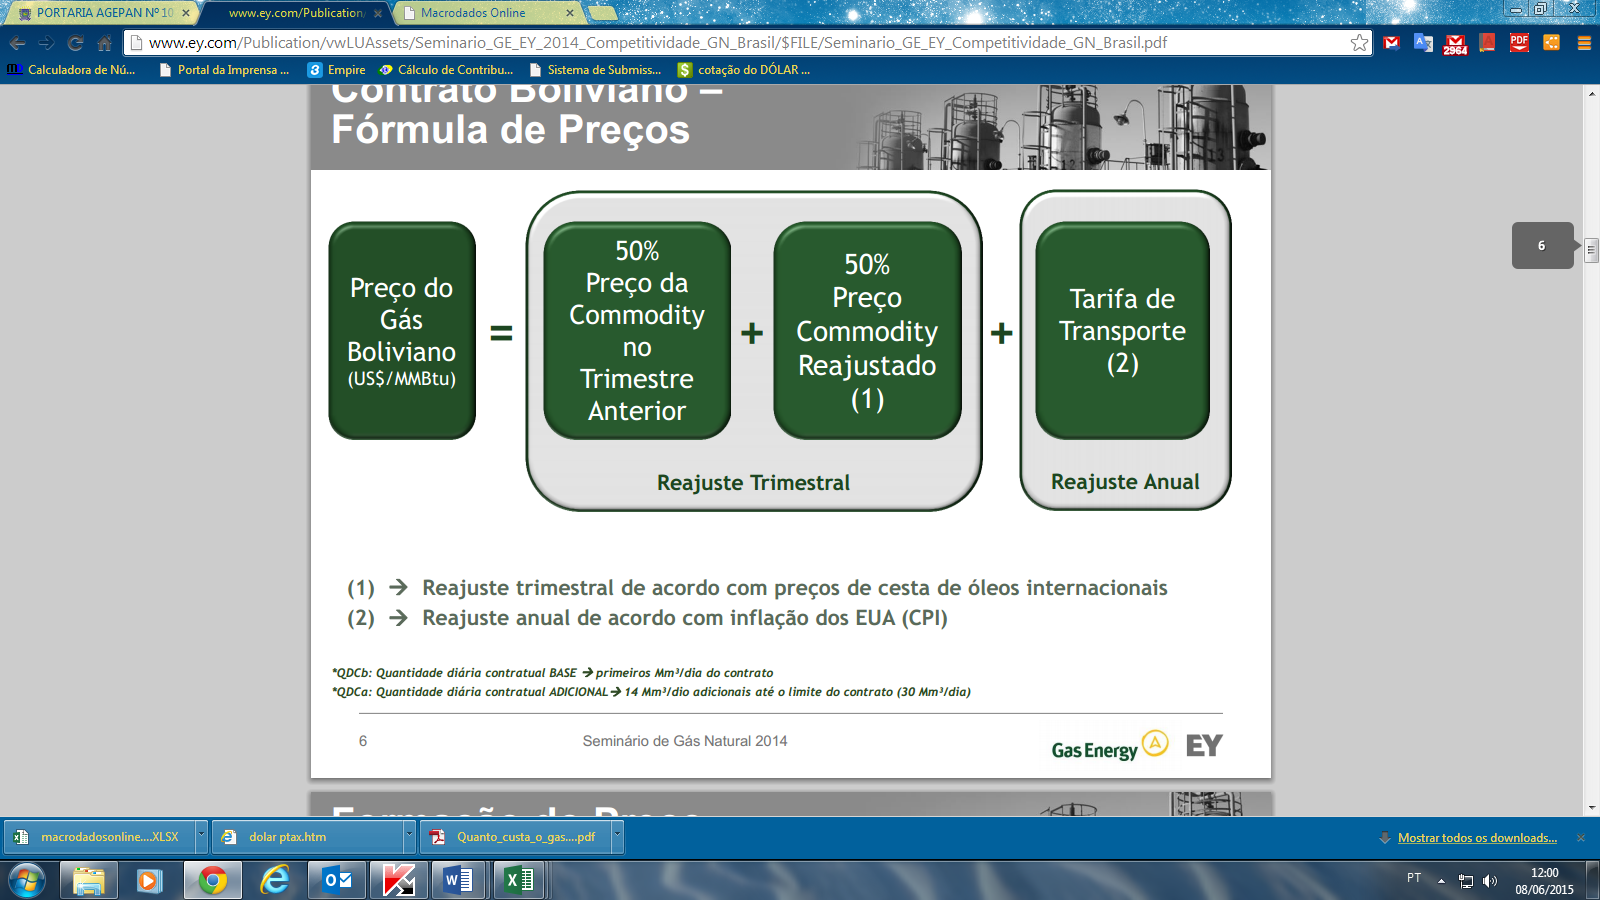 PORTARIA AGEPAN Nº 10
www.ey.com/Publication/
Macrodados Online
www.ey.com/Publication/vwLUAssets/Seminario_GE_EY_2014_Competitividade_GN_Brasil/$FILE/Seminario_GE_EY_Competitividade_GN_Brasil.pdf
2964
PDF
Calculadora de Nú...
Portal da Imprensa ...
Empire
Cálculo de Contribu...
Sistema de Submiss...
cotação do DÓLAR ...
Contrato Boliviano –
Fórmula de Preços
6
Preço do
Gás
Boliviano
(US$/MMBtu)
=
50%
Preço da
Commodity
no
Trimestre
Anterior
+
50%
Preço
Commodity
Reajustado
(1)
Reajuste Trimestral
+
Tarifa de
Transporte
(2)
Reajuste Anual
(1) → Reajuste trimestral de acordo com preços de cesta de óleos internacionais
(2) → Reajuste anual de acordo com inflação dos EUA (CPI)
*QDCb: Quantidade diária contratual BASE → primeiros Mm³/dia do contrato
*QDCa: Quantidade diária contratual ADICIONAL→ 14 Mm³/dio adicionais até o limite do contrato (30 Mm³/dia)
6
Seminário de Gás Natural 2014
Gas Energy
EY
Formação do Preço
macrodadosonline....XLSX
dolar ptax.htm
Quanto_custa_o_gas....pdf
Mostrar todos os downloads...
PT
12:00
08/06/2015